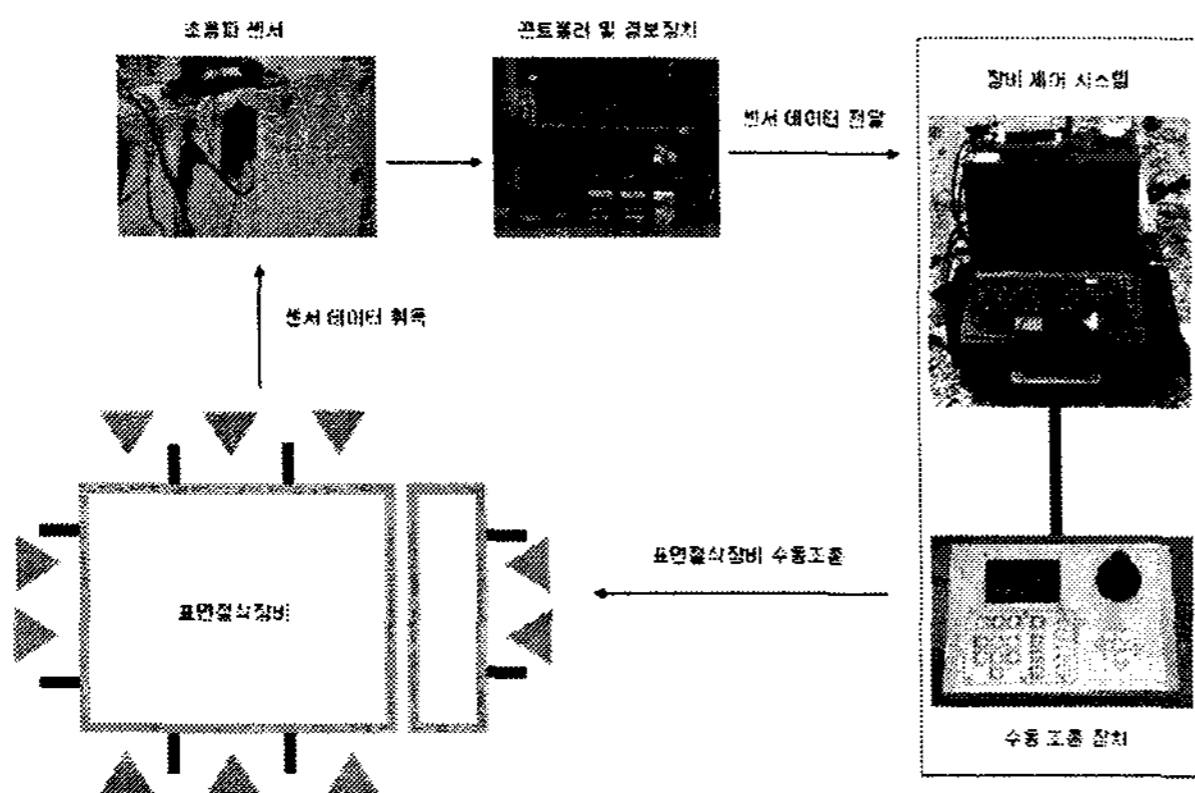 초음파 센서
콘트롤러 및 경보장치
장비 제어 시스템
센서 데이터 전달
센서 데이터 취득
표면절삭장비 수동조종
표면절삭장비
수동 조종 장치